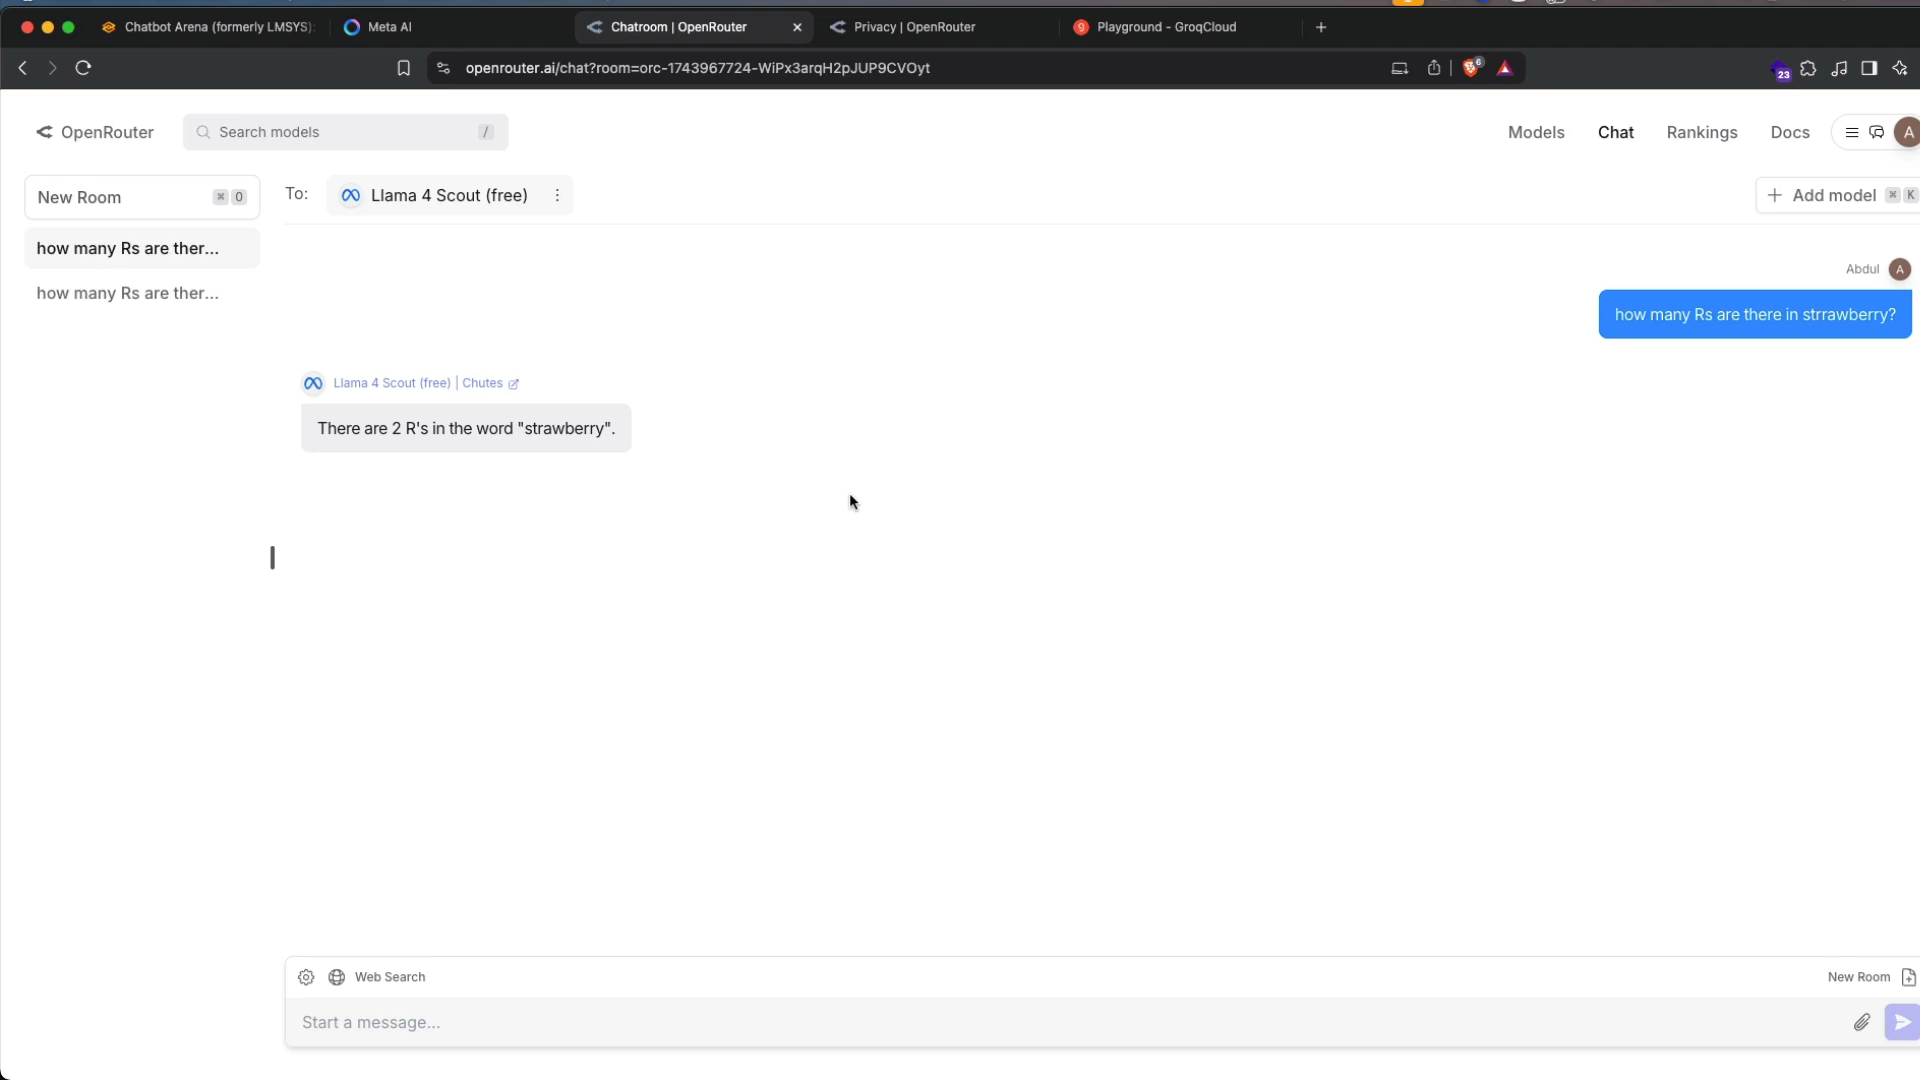 Chatbot Arena (formerly LMSYS):
Meta AI
Chatroom | OpenRouter
Privacy | OpenRouter
Playground - GroqCloud
openrouter.ai/chat?room=orc-1743967724-WiPx3arqH2pJUP9CVOyt
6
23
OpenRouter
Search models
/
Models
Chat
Rankings
Docs
A
New Room
⌘ 0
To:
Llama 4 Scout (free)
Add model
⌘ K
how many Rs are ther...
how many Rs are ther...
Abdul
A
how many Rs are there in strrawberry?
Llama 4 Scout (free) | Chutes
There are 2 R's in the word "strawberry".
Web Search
New Room
Start a message...